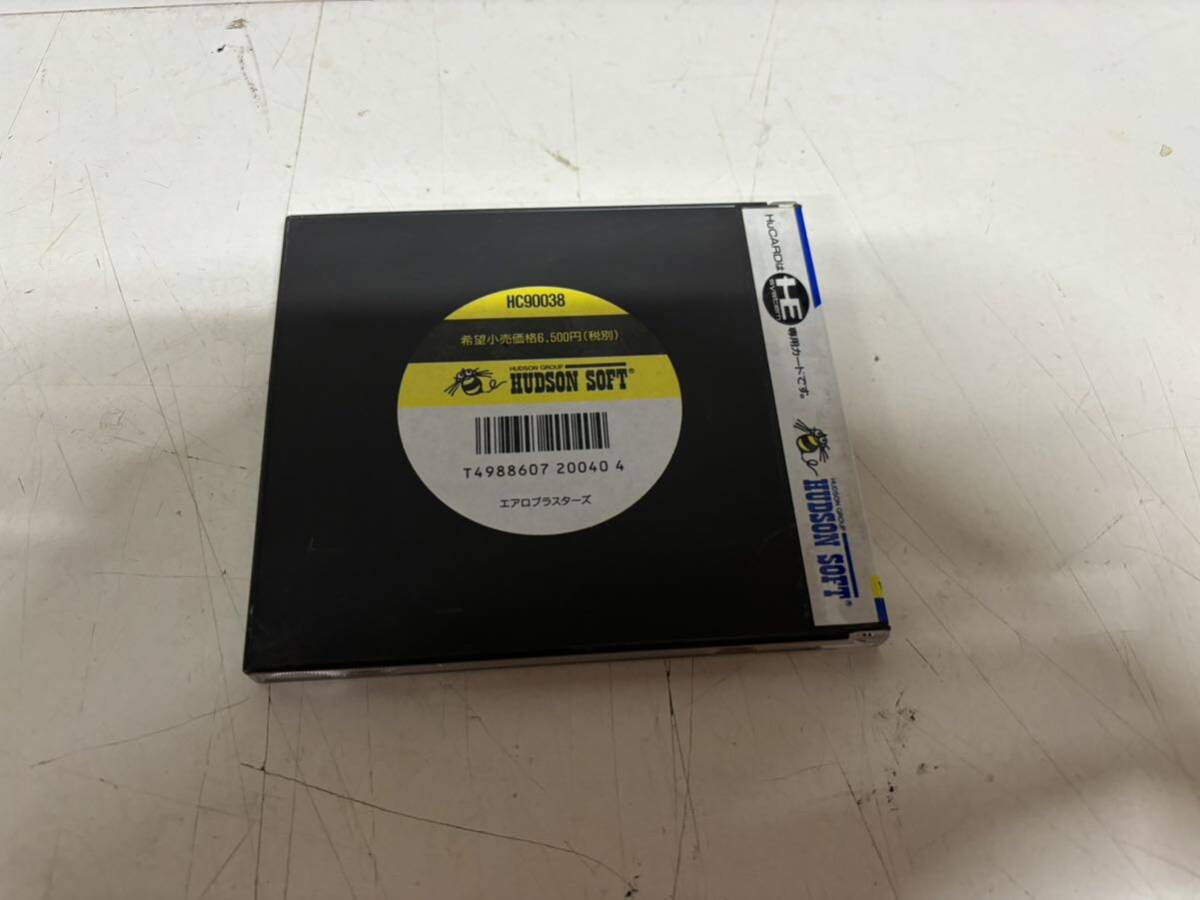 HC90038
希望小売価格6,500円(税別)
HUDSON GROUP
HUDSON SOFT®
T4988607 20040 4
エアロブラスターズ
HuCARDは HE system 専用カードです。
HUDSON GROUP
HUDSON SOFT®